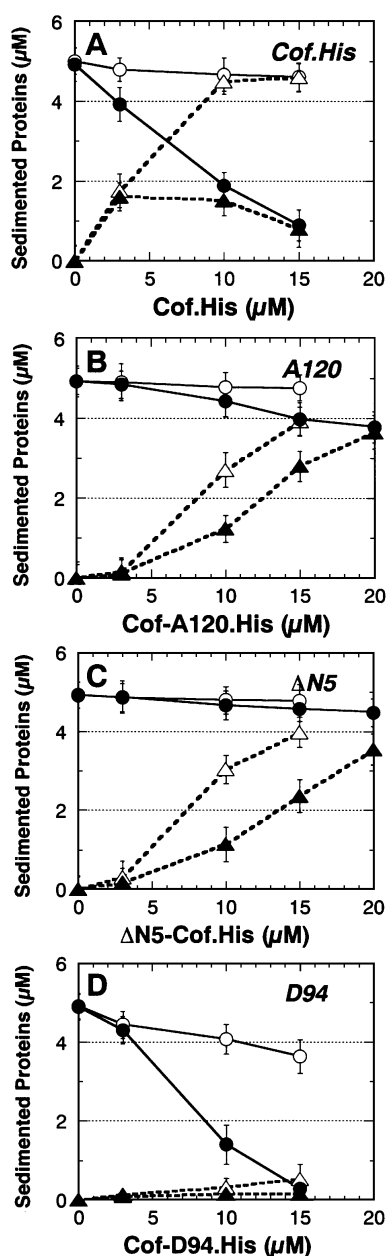 A
Cof.His
Sedimented Proteins (µM)
6
4
2
0
0 5 10 15 20
Cof.His (µM)
B
A120
Sedimented Proteins (µM)
6
4
2
0
0 5 10 15 20
Cof-A120.His (µM)
C
ΔN5
Sedimented Proteins (µM)
6
4
2
0
0 5 10 15 20
ΔN5-Cof.His (µM)
D
D94
Sedimented Proteins (µM)
6
4
2
0
0 5 10 15 20
Cof-D94.His (µM)